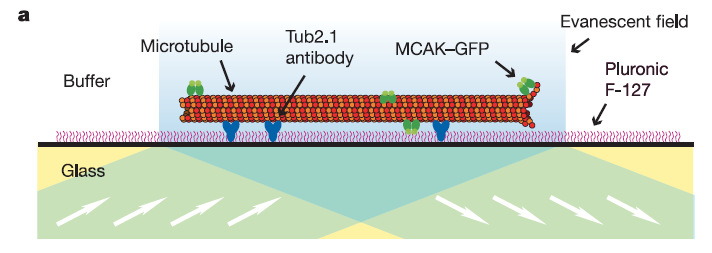 a
Evanescent field
Tub2.1
antibody
Microtubule
MCAK–GFP
Pluronic
F-127
Buffer
Glass